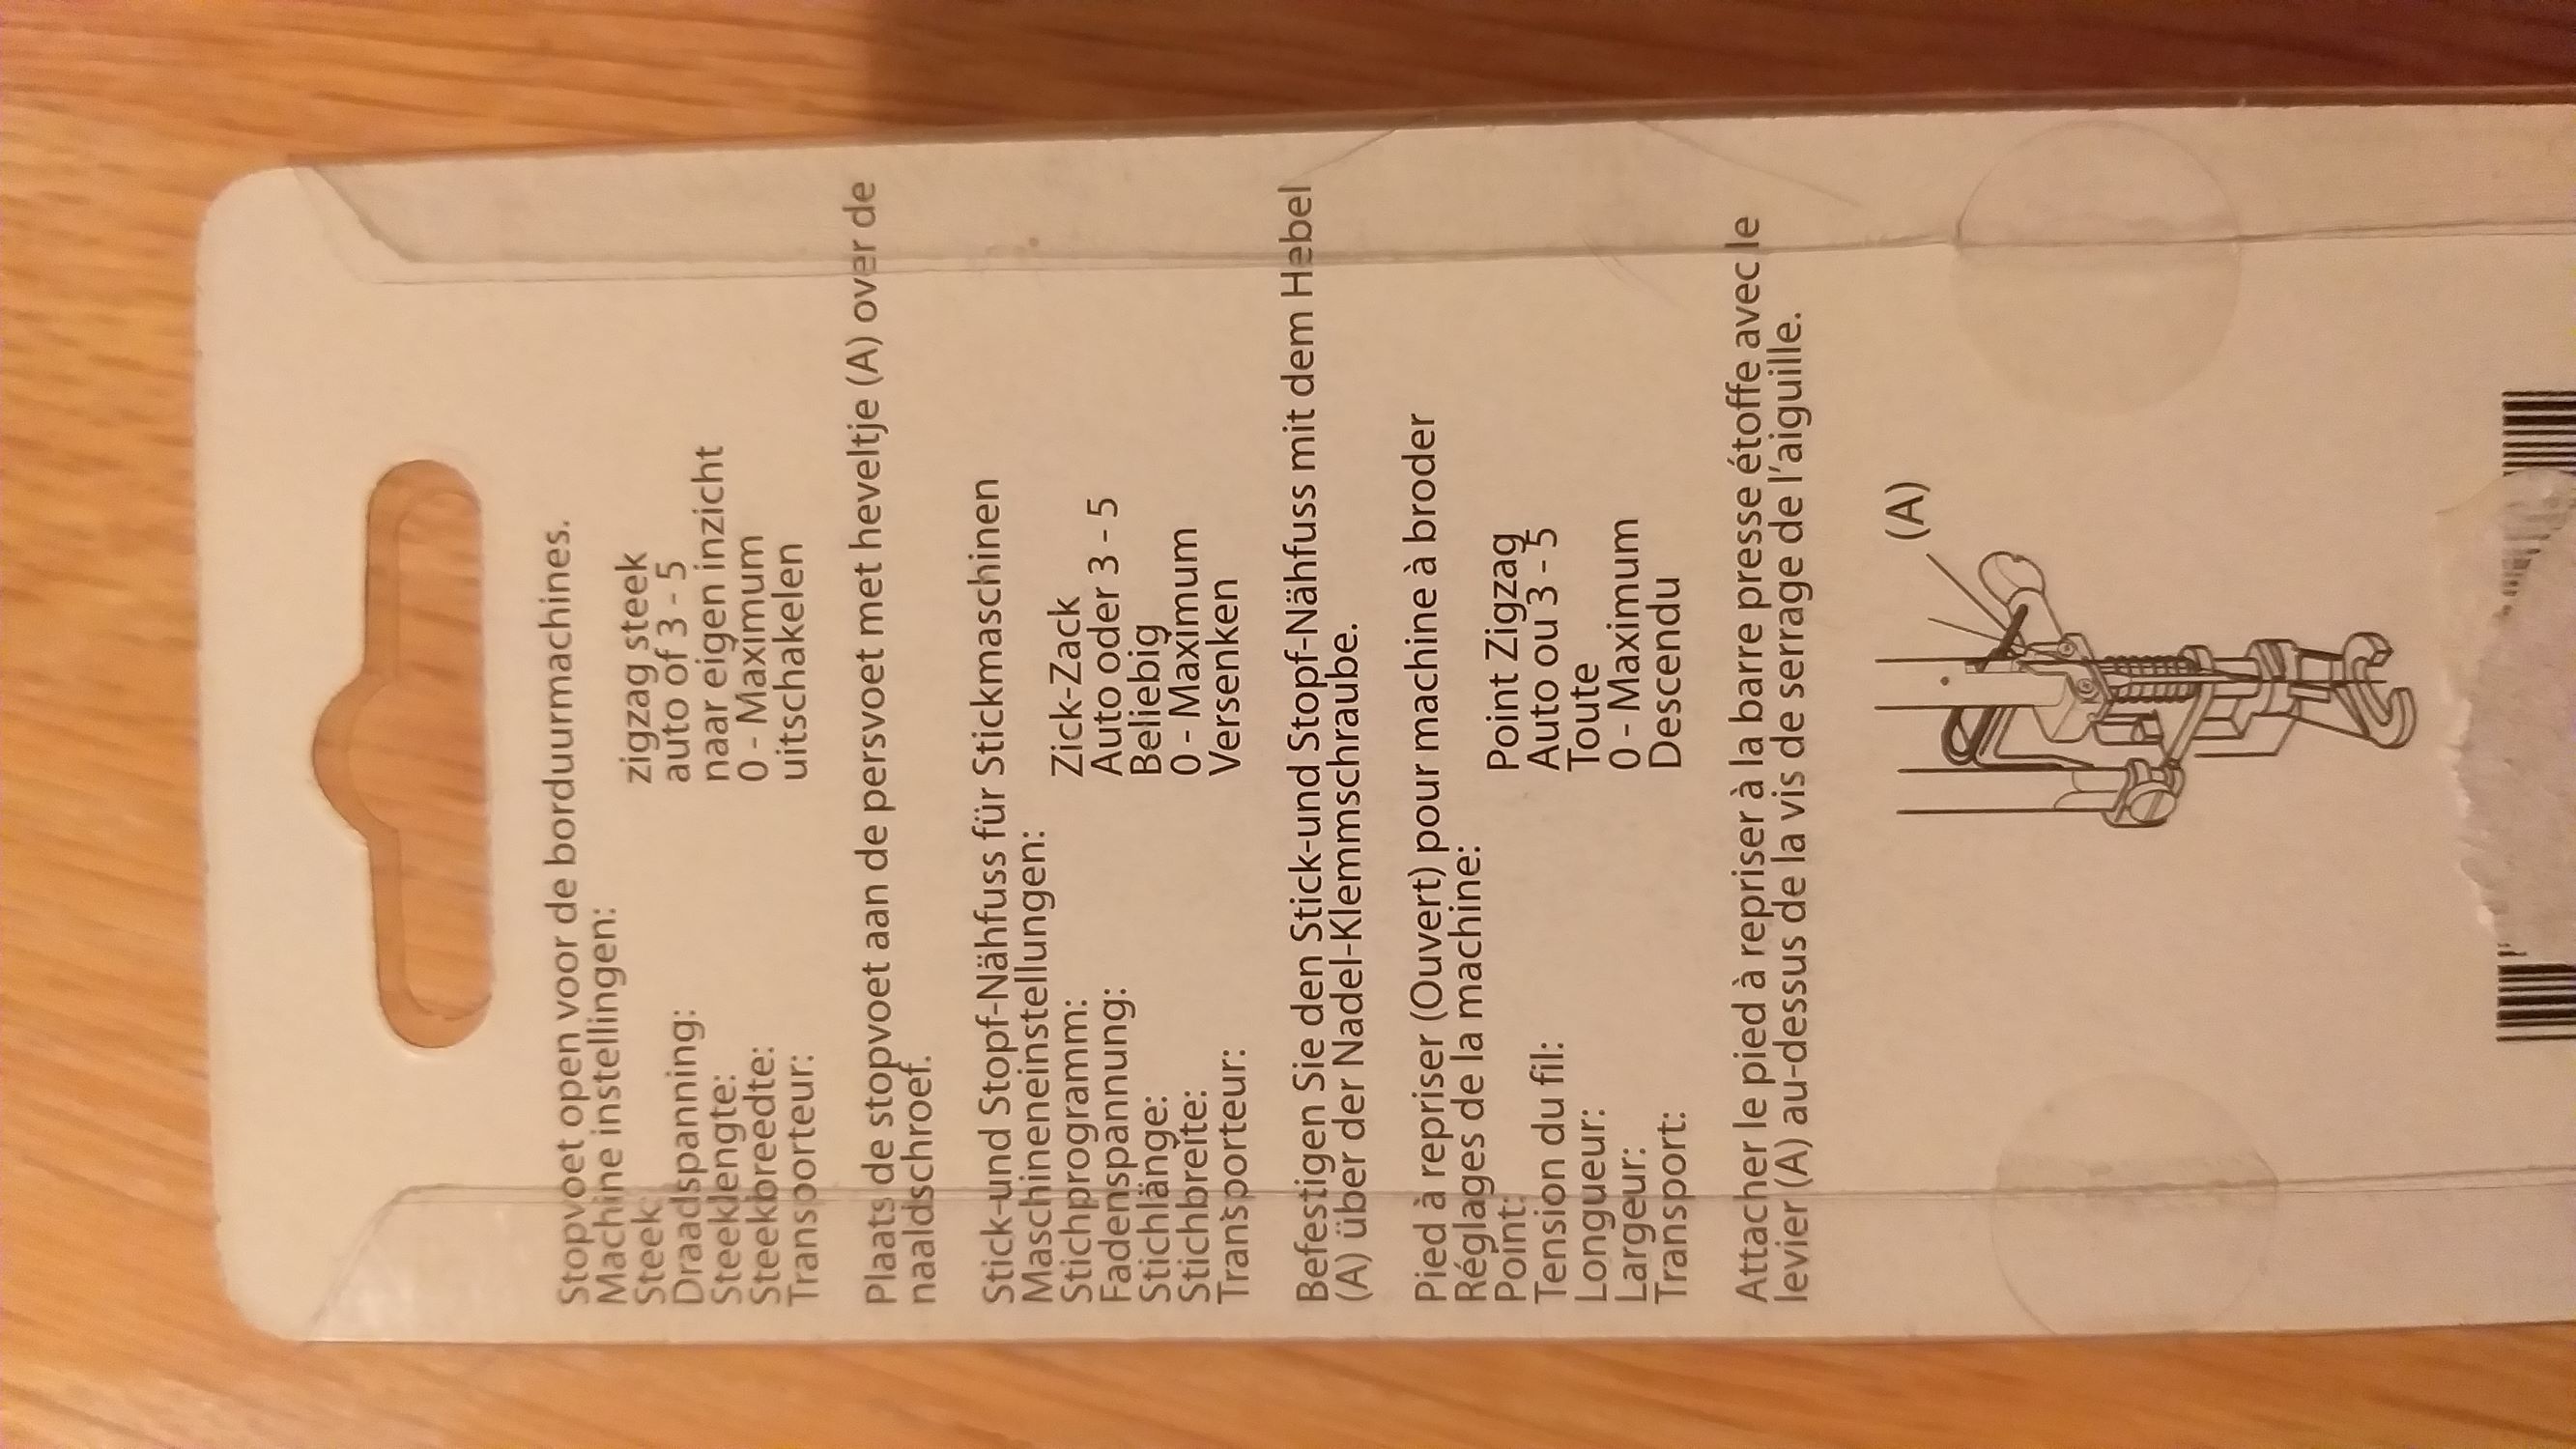 Stopvoet open voor de borduurmachines.
Machine instellingen:
Steek: zigzag steek
Draadspanning: auto of 3 - 5
Steeklengte: naar eigen inzicht
Steekbreedte: 0 - Maximum
Transporteur: uitschakelen
Plaats de stopvoet aan de persvoet met heveltje (A) over de
naaldschroef.
Stick-und Stopf-Nähfuss für Stickmaschinen
Maschineneinstellungen:
Stichprogramm: Zick-Zack
Fadenspannung: Auto oder 3 - 5
Stichlänge: Beliebig
Stichbreite: 0 - Maximum
Transporteur: Versenken
Befestigen Sie den Stick-und Stopf-Nähfuss mit dem Hebel
(A) über der Nadel-Klemmschraube.
Pied à repriser (Ouvert) pour machine à broder
Réglages de la machine:
Point: Point Zigzag
Tension du fil: Auto ou 3 - 5
Longueur: Toute
Largeur: 0 - Maximum
Transport: Descendu
Attacher le pied à repriser à la barre presse étoffe avec le
levier (A) au-dessus de la vis de serrage de l'aiguille.
(A)